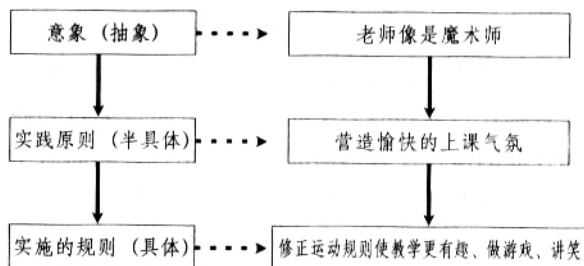 意象（抽象）
老师像是魔术师
实践原则（半具体）
营造愉快的上课气氛
实施的规则（具体）
修正运动规则使教学更有趣、做游戏、讲笑